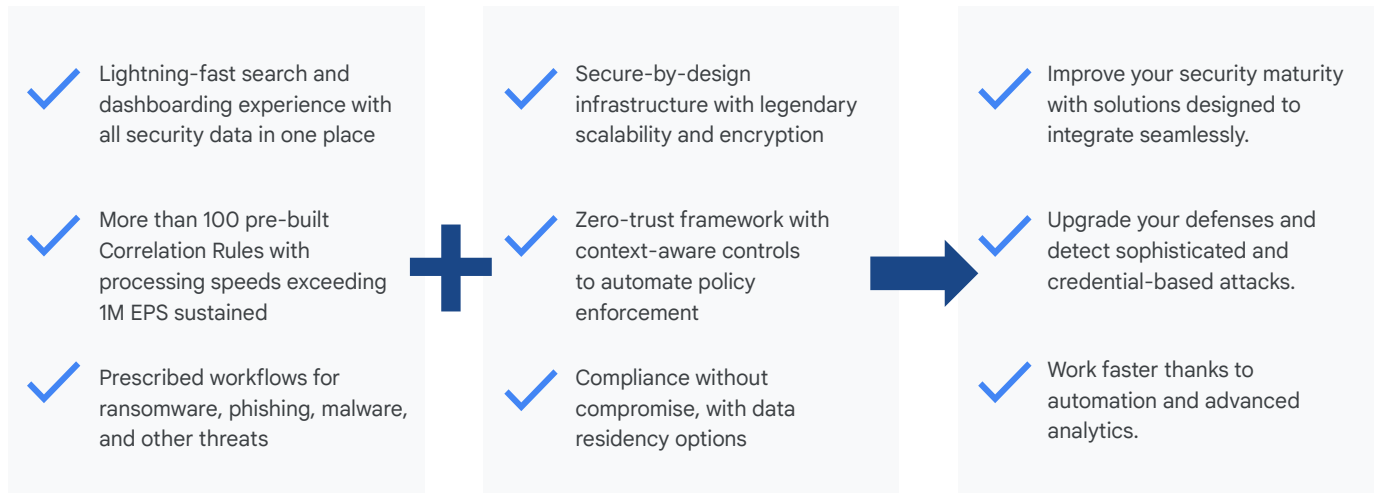 Lightning-fast search and
dashboarding experience with
all security data in one place
More than 100 pre-built
Correlation Rules with
processing speeds exceeding
1M EPS sustained
Prescribed workflows for
ransomware, phishing, malware,
and other threats
Secure-by-design
infrastructure with legendary
scalability and encryption
Zero-trust framework with
context-aware controls
to automate policy
enforcement
Compliance without
compromise, with data
residency options
Improve your security maturity
with solutions designed to
integrate seamlessly.
Upgrade your defenses and
detect sophisticated and
credential-based attacks.
Work faster thanks to
automation and advanced
analytics.